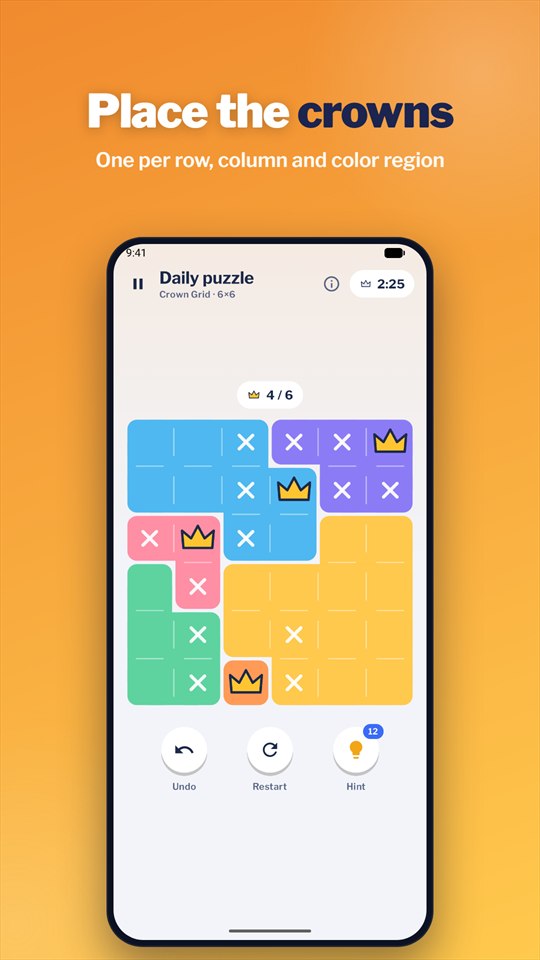 Place the crowns
One per row, column and color region
9:41
Daily puzzle
Crown Grid · 6×6
2:25
4 / 6
12
Undo
Restart
Hint